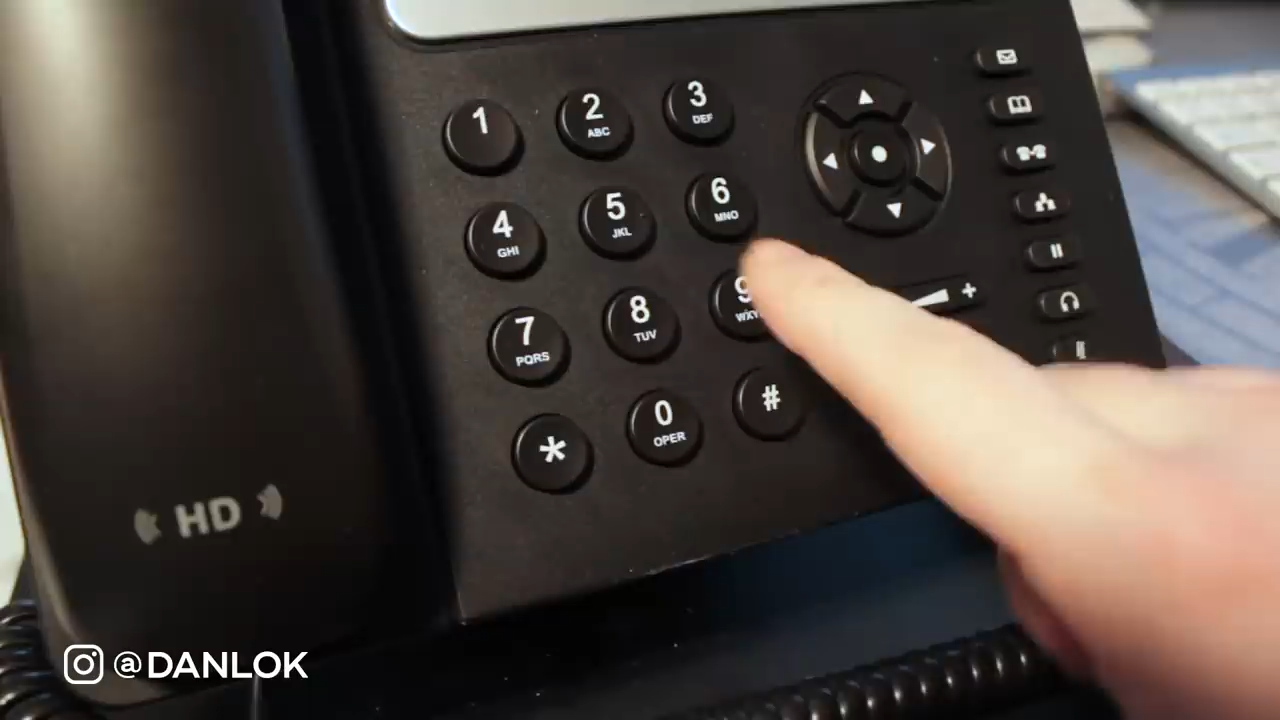 1 2 3
ABC DEF
4 5 6
GHI JKL MNO
7 8 9
PQRS TUV
* 0 #
OPER
+
HD
@DANLOK